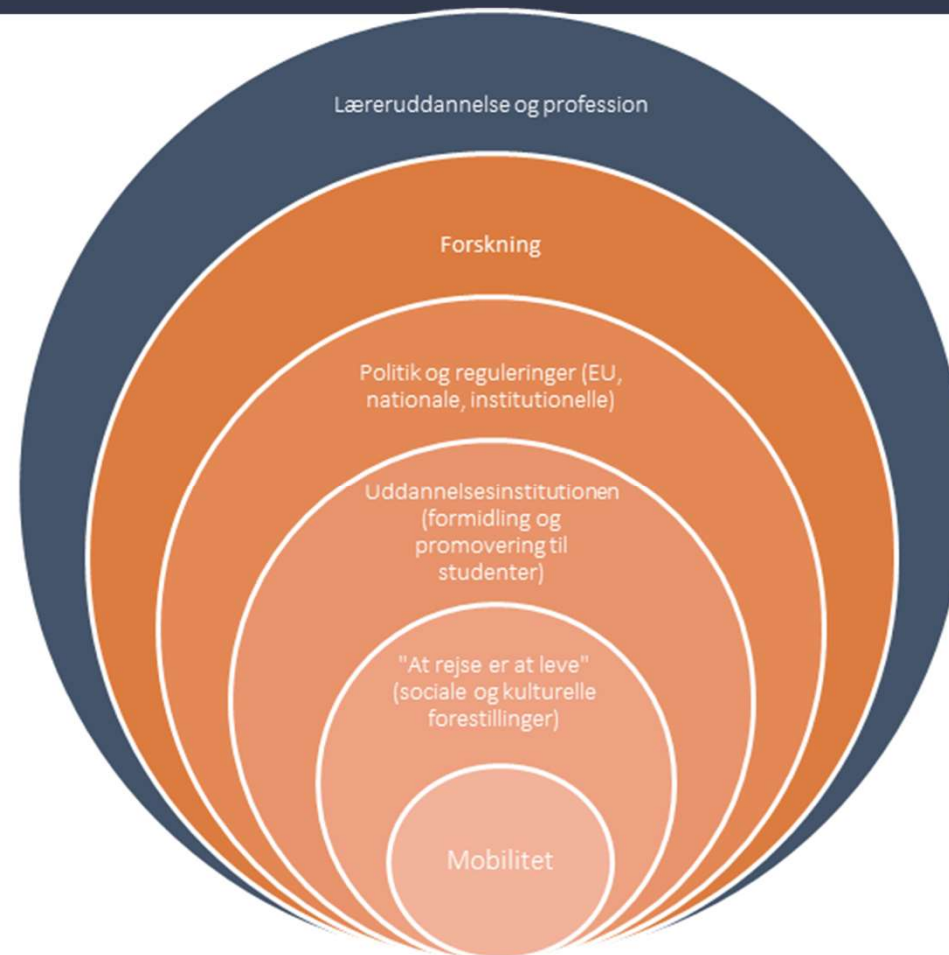 Læreruddannelse og profession
Forskning
Politik og reguleringer (EU,
nationale, institutionelle)
Uddannelsesinstitutionen
(formidling og
promovering til
studenter)
"At rejse er at leve"
(sociale og kulturelle
forestillinger)
Mobilitet